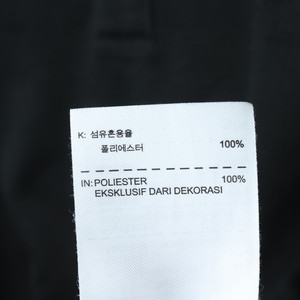 K: 섬유혼용율
폴리에스터 100%
IN: POLIESTER 100%
EKSKLUSIF DARI DEKORASI